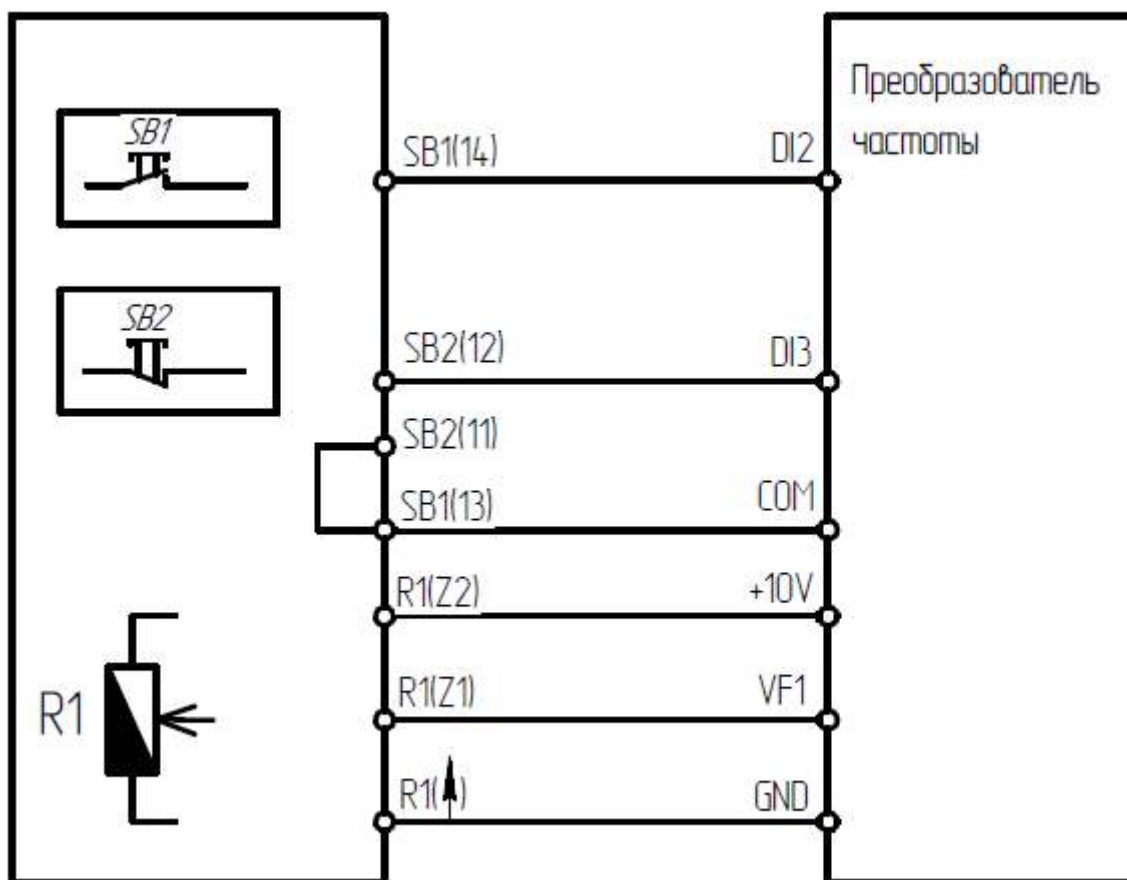 Преобразователь
частоты
SB1
SB1(14)
DI2
SB2
SB2(12)
DI3
SB2(11)
SB1(13)
COM
R1(Z2)
+10V
R1
R1(Z1)
VF1
R1( )
GND